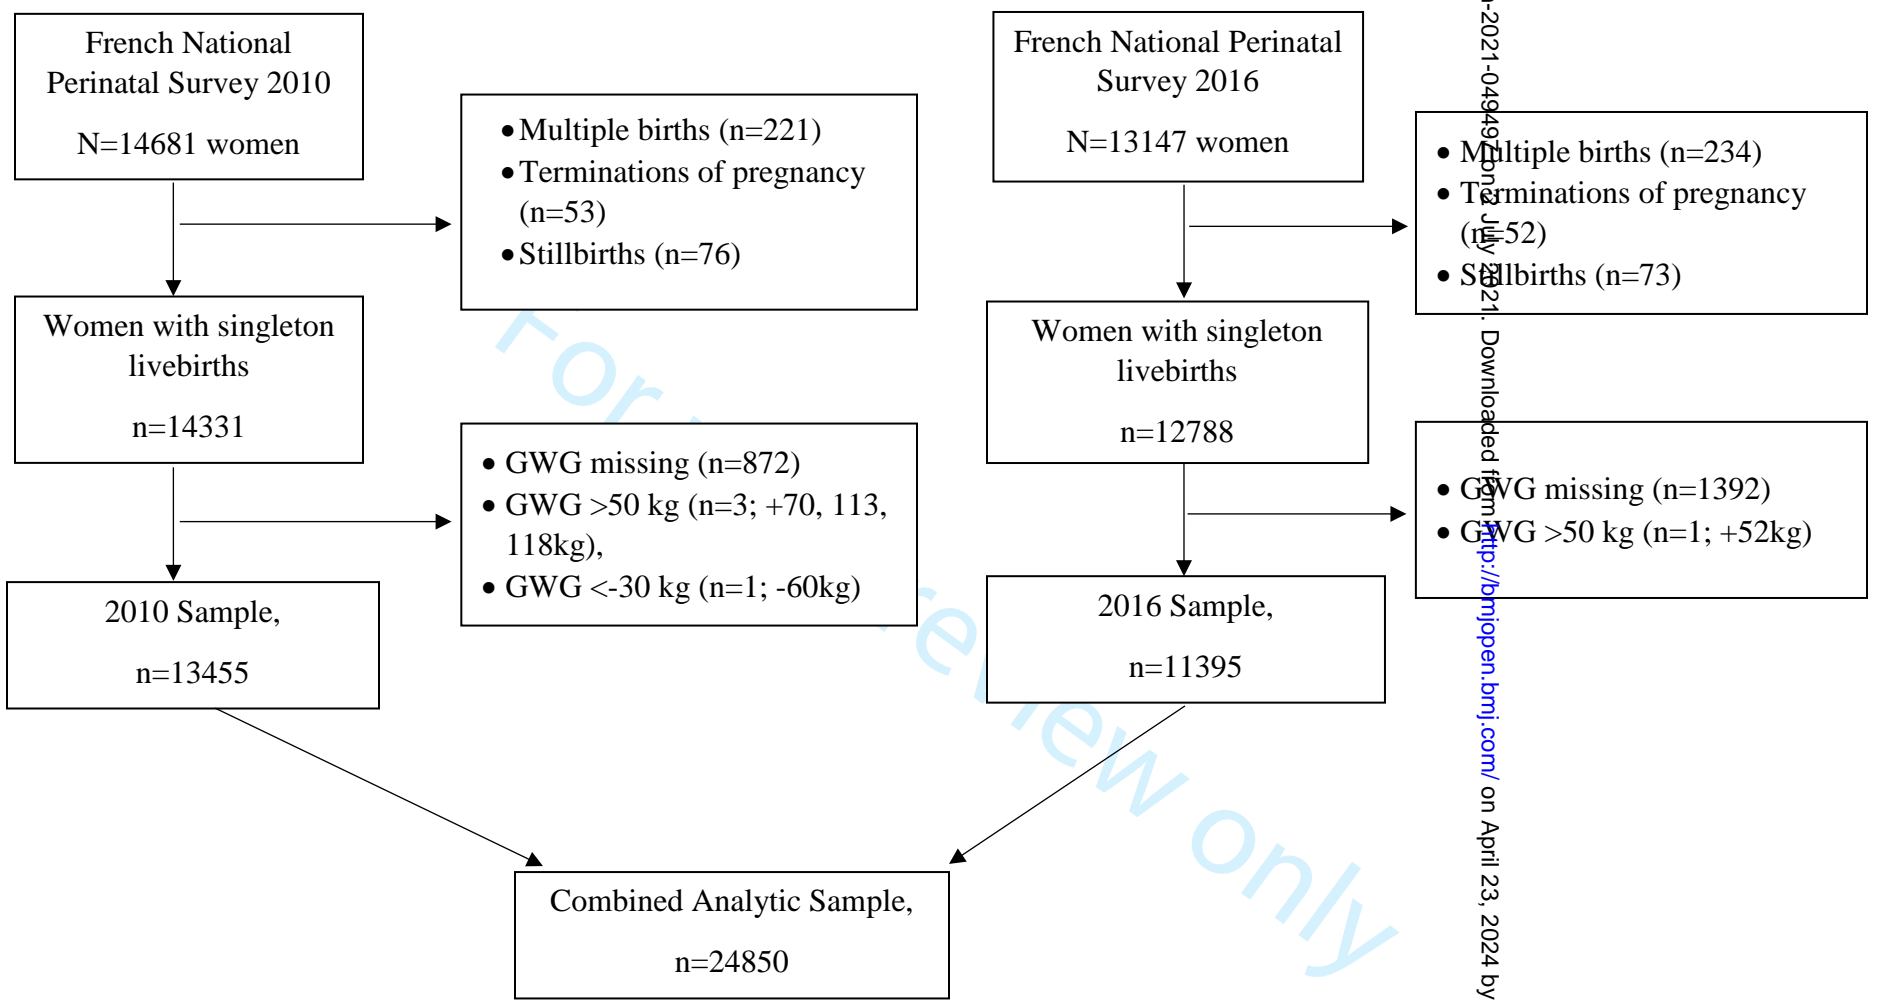 French National
Perinatal Survey 2010
N=14681 women
•Multiple births (n=221)
•Terminations of pregnancy
(n=53)
•Stillbirths (n=76)
Women with singleton
livebirths
n=14331
• GWG missing (n=872)
• GWG >50 kg (n=3; +70, 113,
118kg),
• GWG <-30 kg (n=1; -60kg)
2010 Sample,
n=13455
French National Perinatal
Survey 2016
N=13147 women
• Multiple births (n=234)
• Terminations of pregnancy
(n=52)
• Stillbirths (n=73)
Women with singleton
livebirths
n=12788
• GWG missing (n=1392)
• GWG >50 kg (n=1; +52kg)
2016 Sample,
n=11395
Combined Analytic Sample,
n=24850
For review only
-2021-049497 on 2 July 2021. Downloaded from http://bmjopen.bmj.com/ on April 23, 2024 by